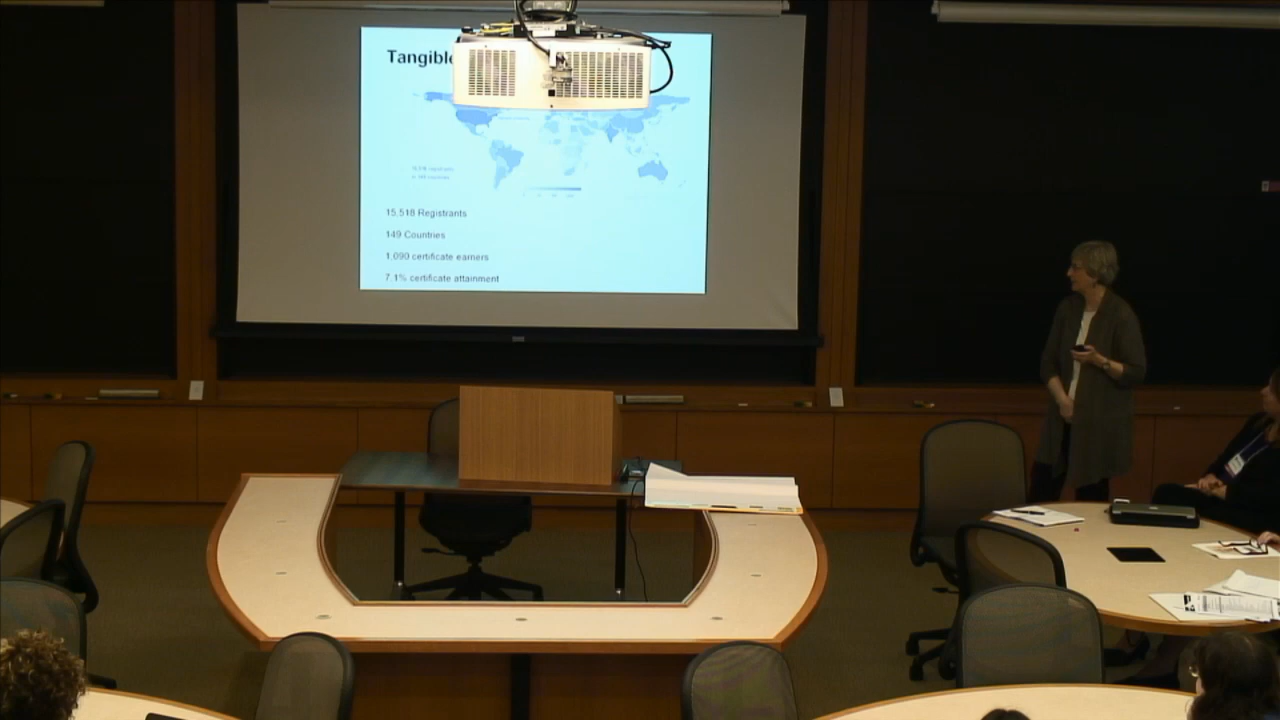 Tangible
15,518 Registrants
149 Countries
1,090 certificate earners
7.1% certificate attainment